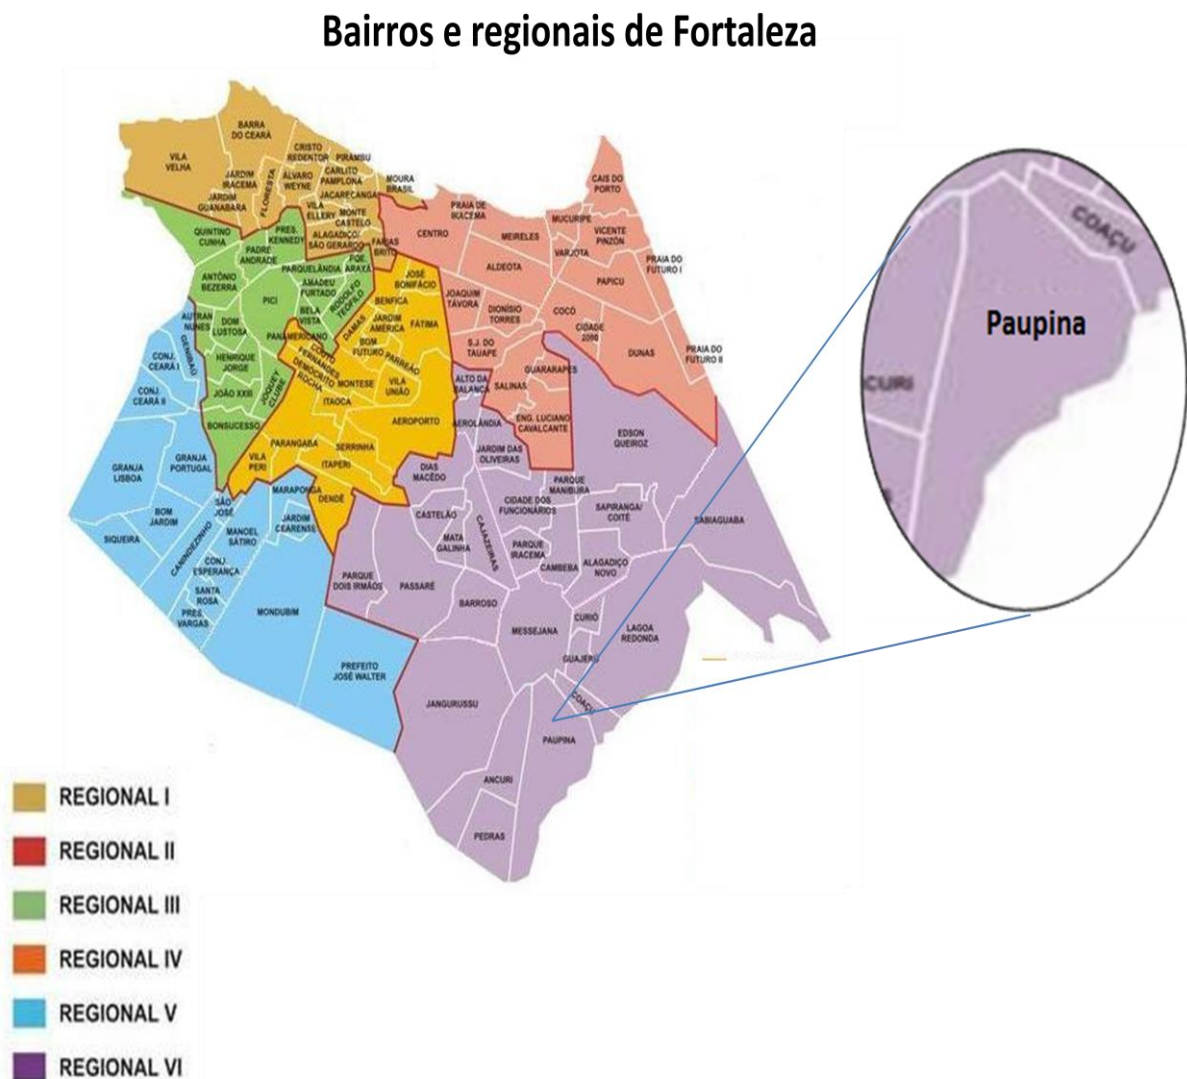 Bairros e regionais de Fortaleza
BARRA
DO CEARÁ
VILA
VELHA
CRISTO
REDENTOR
PIRAMBU
JARDIM
IRACEMA
FLORESTA
ÁLVARO
WEYNE
CARLITO
PAMPLONA
JACARECANGA
MOURA
BRASIL
JARDIM
GUANABARA
VILA
ELLERY
MONTE
CASTELO
ALAGADIÇO/
SÃO GERARDO
FARIAS
BRITO
QUINTINO
CUNHA
PRES.
KENNEDY
PADRE
ANDRADE
PARQUELÂNDIA
PQE.
ARAXÁ
ANTÔNIO
BEZERRA
AMADEU
FURTADO
RODOLFO
TEÓFILO
PICI
BELA
VISTA
AUTRAN
NUNES
DOM
LUSTOSA
PANAMERICANO
HENRIQUE
JORGE
JOÃO XXIII
JOQUEY
CLUBE
BONSUCESSO
CENTRO
PRAIA DE
IRACEMA
MEIRELES
MUCURIPE
CAIS DO
PORTO
VICENTE
PINZÓN
VARJOTA
ALDEOTA
PAPICU
PRAIA DO
FUTURO I
JOAQUIM
TÁVORA
DIONÍSIO
TORRES
COCÓ
CIDADE
2000
DUNAS
PRAIA DO
FUTURO II
S.J. DO
TAUAPE
GUARARAPES
SALINAS
ENG. LUCIANO
CAVALCANTE
JOSÉ
BONIFÁCIO
BENFICA
JARDIM
AMÉRICA
FÁTIMA
DAMAS
BOM
FUTURO
PARREÃO
COUTO
FERNANDES
DEMÓCRITO
ROCHA
MONTESE
VILA
UNIÃO
ITAOCA
AEROPORTO
PARANGABA
SERRINHA
VILA
PERI
ITAPERI
DENDÊ
GENIBAÚ
CONJ.
CEARÁ I
CONJ.
CEARÁ II
GRANJA
LISBOA
GRANJA
PORTUGAL
BOM
JARDIM
SIQUEIRA
SÃO
JOSÉ
CANINDEZINHO
MANOEL
SÁTIRO
MARAPONGA
JARDIM
CEARENSE
CONJ.
ESPERANÇA
SANTA
ROSA
PRES.
VARGAS
MONDUBIM
PREFEITO
JOSÉ WALTER
ALTO DA
BALANÇA
AEROLÂNDIA
JARDIM DAS
OLIVEIRAS
EDSON
QUEIROZ
DIAS
MACÊDO
PARQUE
MANIBURA
CIDADE DOS
FUNCIONÁRIOS
CASTELÃO
SAPIRANGA/
COITÉ
SABIAGUABA
MATA
GALINHA
CAJAZEIRAS
PARQUE
IRACEMA
CAMBEBA
ALAGADIÇO
NOVO
PARQUE
DOIS IRMÃOS
PASSARÉ
BARROSO
MESSEJANA
CURIÓ
LAGOA
REDONDA
GUAJERÚ
JANGURUSSU
COAÇU
PAUPINA
ANCURI
PEDRAS
COAÇU
Paupina
CURI
REGIONAL I
REGIONAL II
REGIONAL III
REGIONAL IV
REGIONAL V
REGIONAL VI